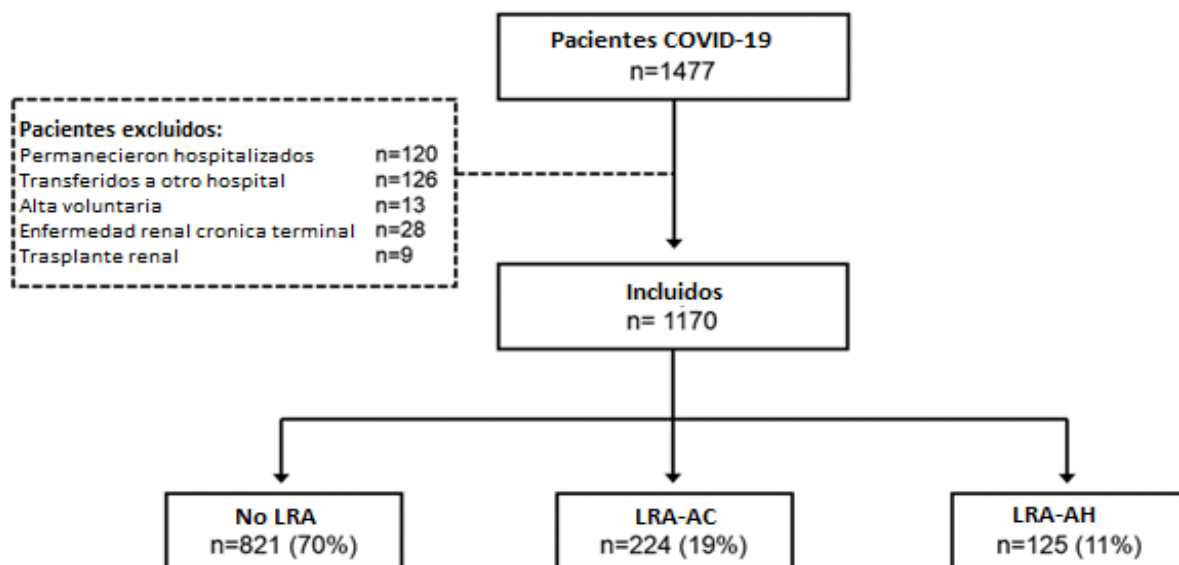 Pacientes COVID-19
n=1477
Pacientes excluidos:
Permanecieron hospitalizados n=120
Transferidos a otro hospital n=126
Alta voluntaria n=13
Enfermedad renal cronica terminal n=28
Trasplante renal n=9
Incluidos
n= 1170
No LRA
n=821 (70%)
LRA-AC
n=224 (19%)
LRA-AH
n=125 (11%)